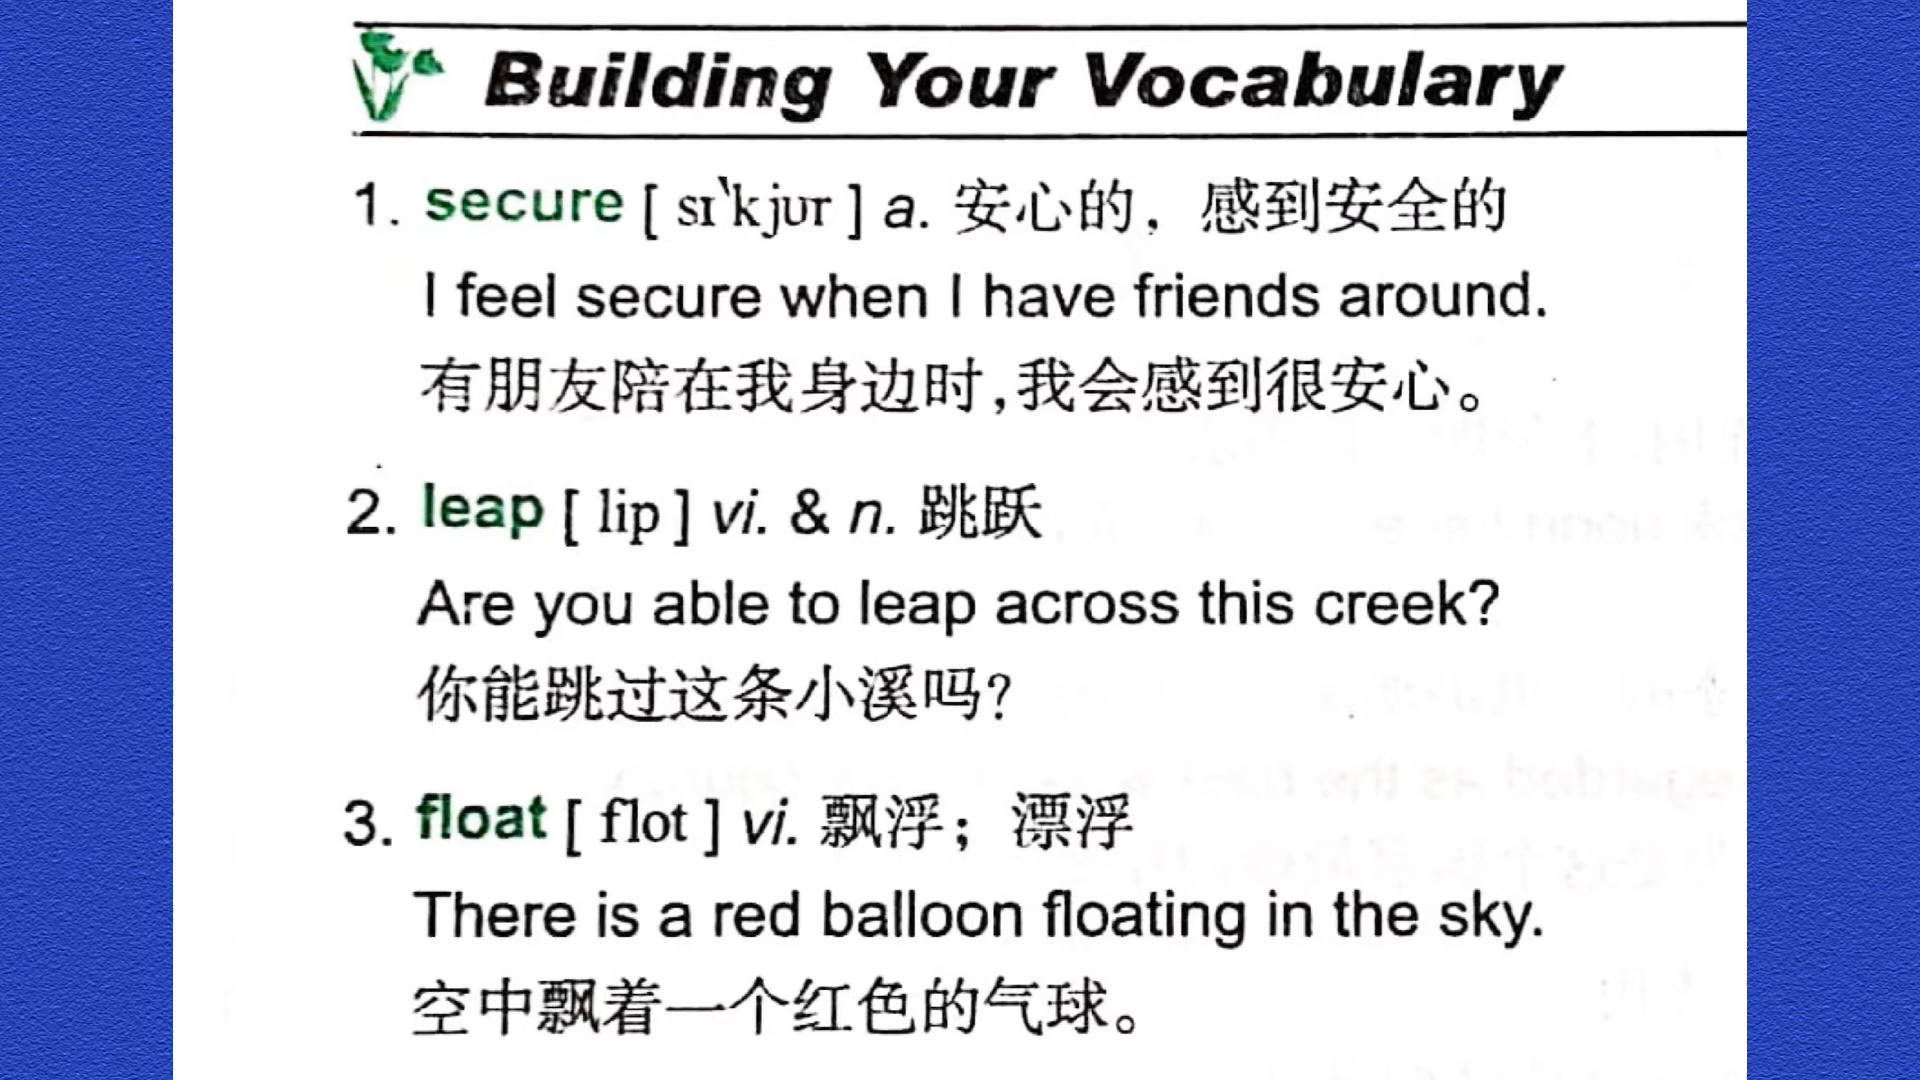 Building Your Vocabulary
1. secure [ sɪˋkjʊr ] a. 安心的，感到安全的
I feel secure when I have friends around.
有朋友陪在我身边时,我会感到很安心。
2. leap [ lip ] vi. & n. 跳跃
Are you able to leap across this creek?
你能跳过这条小溪吗?
3. float [ flot ] vi. 飘浮；漂浮
There is a red balloon floating in the sky.
空中飘着一个红色的气球。